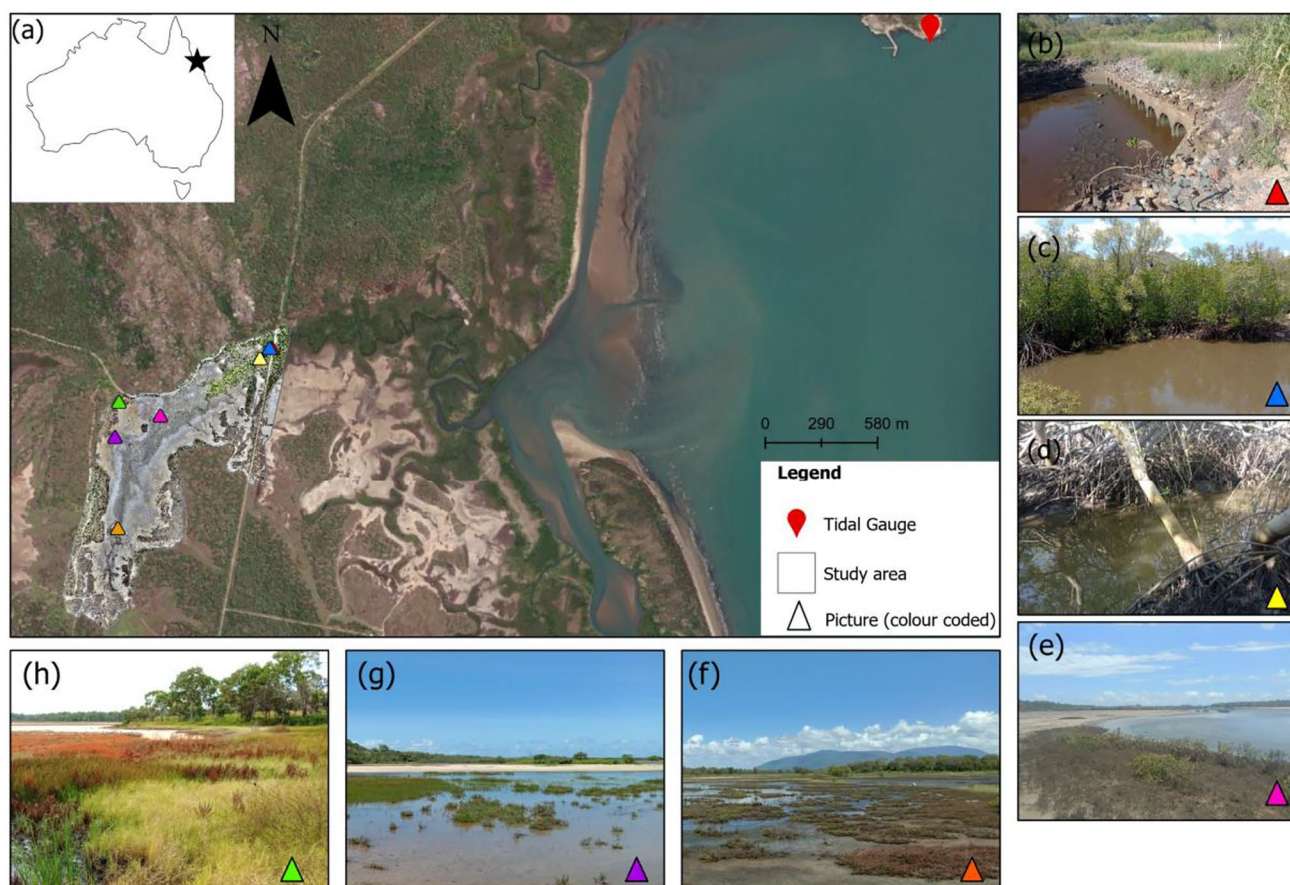 (a)
N
0 290 580 m
Legend
Tidal Gauge
Study area
Picture (colour coded)
(b)
(c)
(d)
(e)
(h)
(g)
(f)